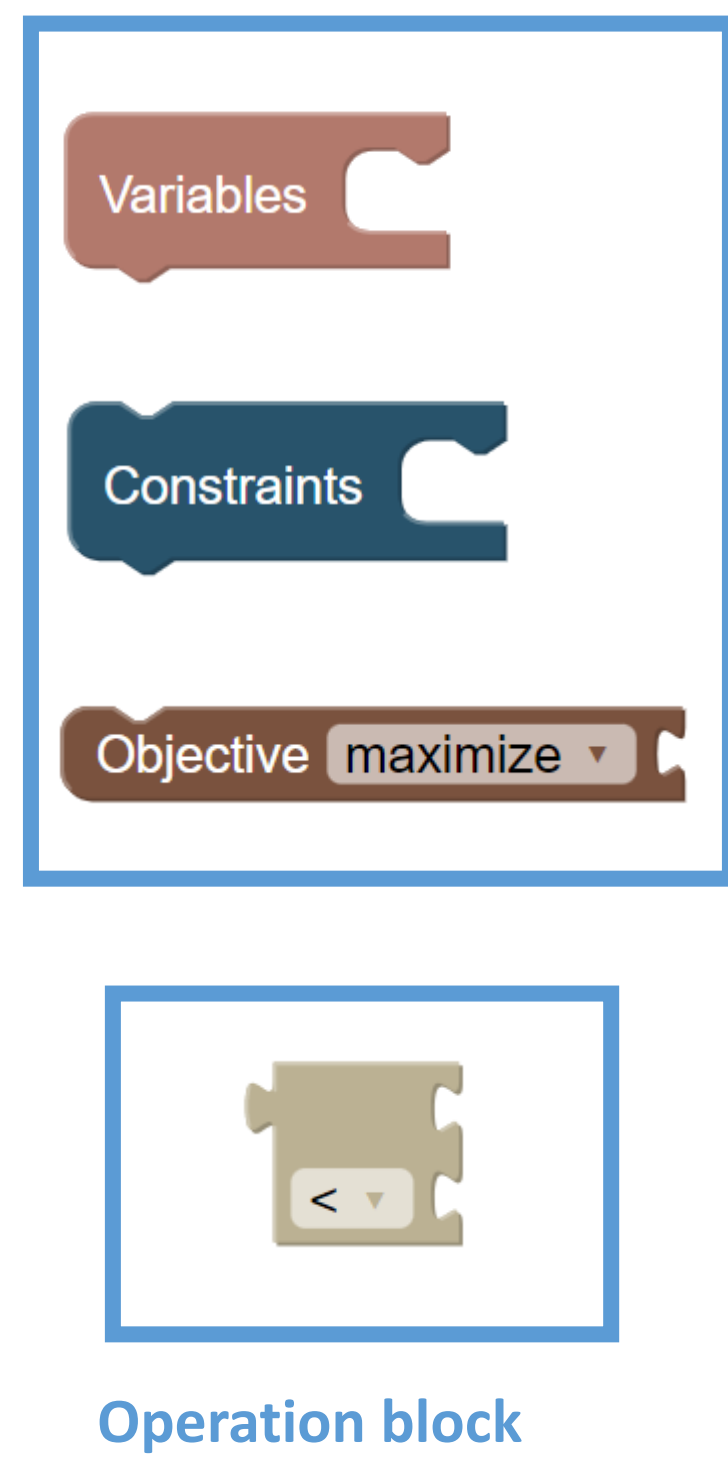 Variables
Constraints
Objective maximize ▼
< ▼
Operation block